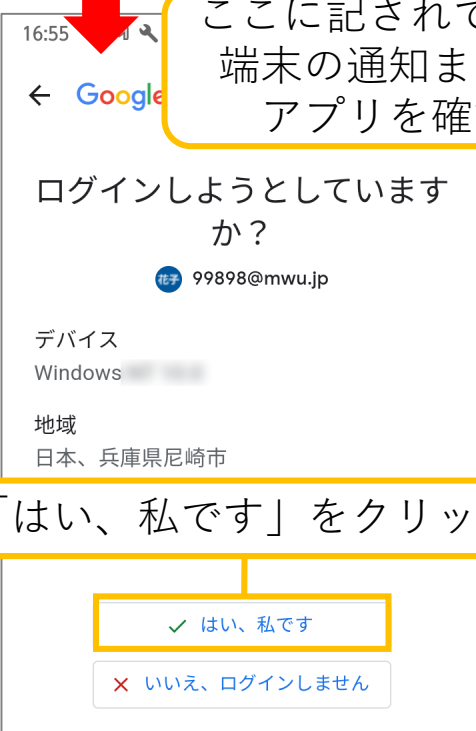 ここに記されて
16:55
端末の通知ま
Google
アプリを確
ログインしようとしています
か？
花子 99898@mwu.jp
デバイス
Windows
地域
日本、兵庫県尼崎市
「はい、私です」をクリッ
はい、私です
いいえ、ログインしません